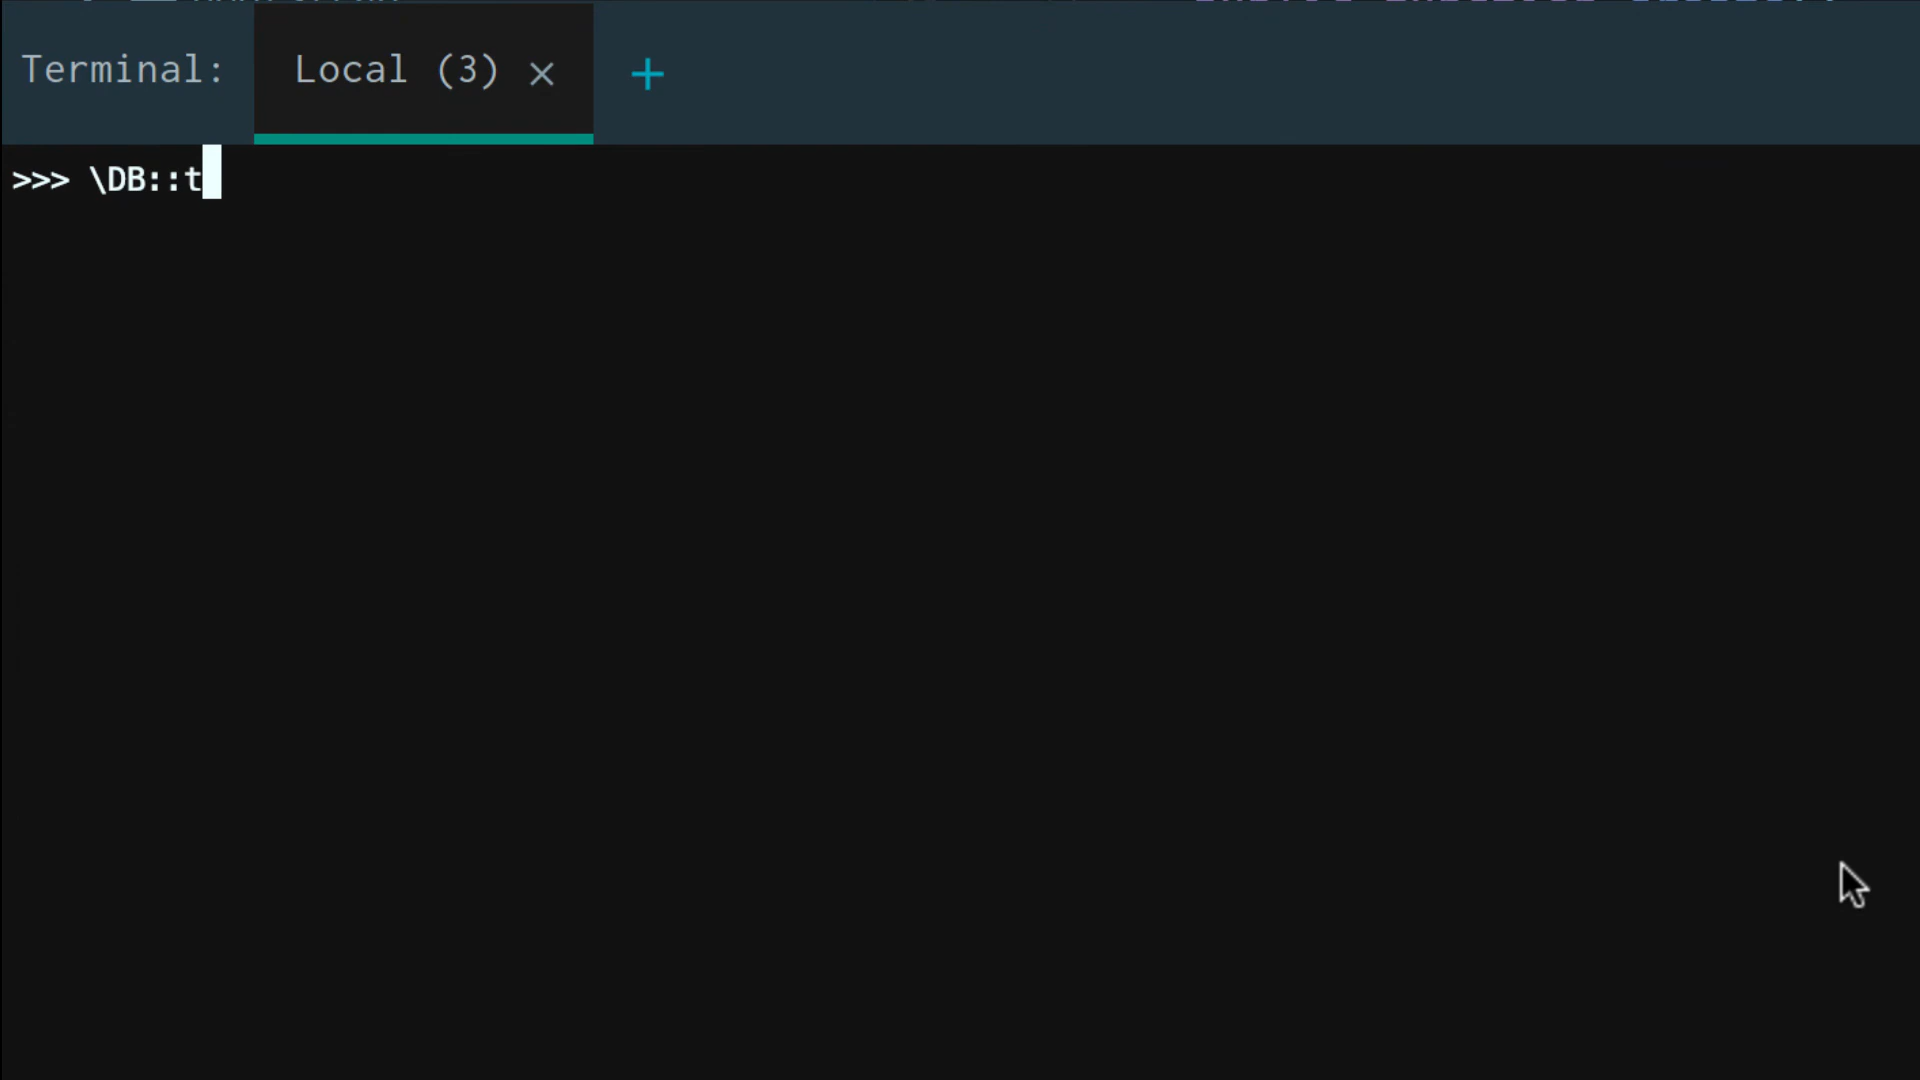 Terminal: Local (3) × +
>>> \DB::t